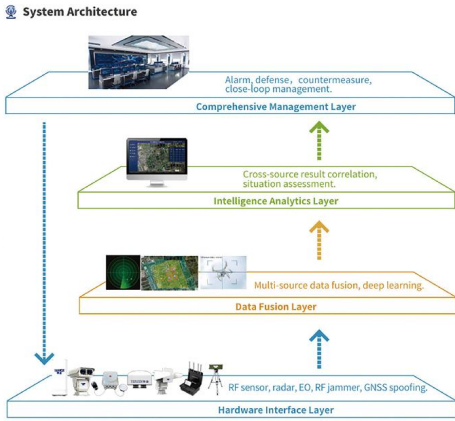 System Architecture
Alarm, defense, countermeasure,
close-loop management.
Comprehensive Management Layer
Cross-source result correlation,
situation assessment.
Intelligence Analytics Layer
Multi-source data fusion, deep learning.
Data Fusion Layer
RF sensor, radar, EO, RF jammer, GNSS spoofing.
Hardware Interface Layer